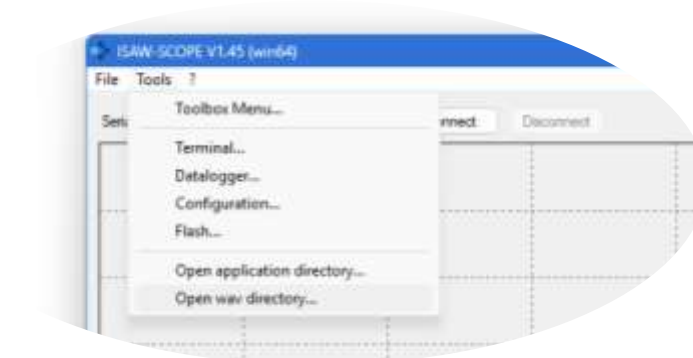 ISAW-SCOPE V1.45 (win64)
File Tools ?
Toolbox Menu...
Disconnect
Terminal...
Datalogger...
Configuration...
Flash...
Open application directory...
Open wav directory...